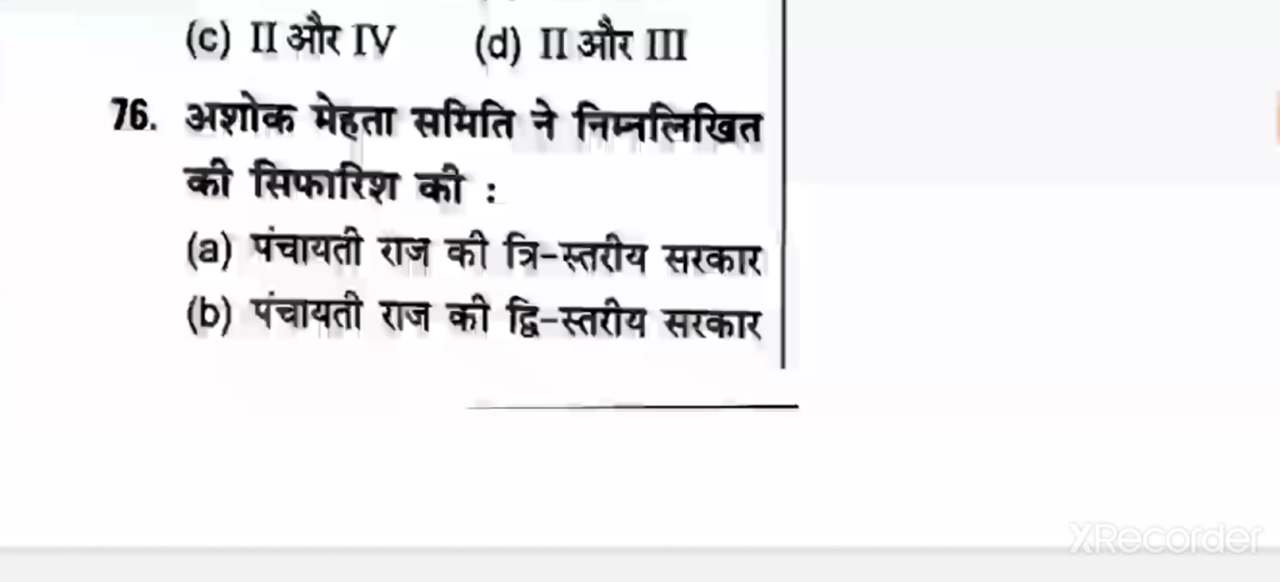 (c) II और IV (d) II और III
76. अशोक मेहता समिति ने निम्नलिखित
की सिफारिश की :
(a) पंचायती राज की त्रि-स्तरीय सरकार
(b) पंचायती राज की द्वि-स्तरीय सरकार
XRecorder